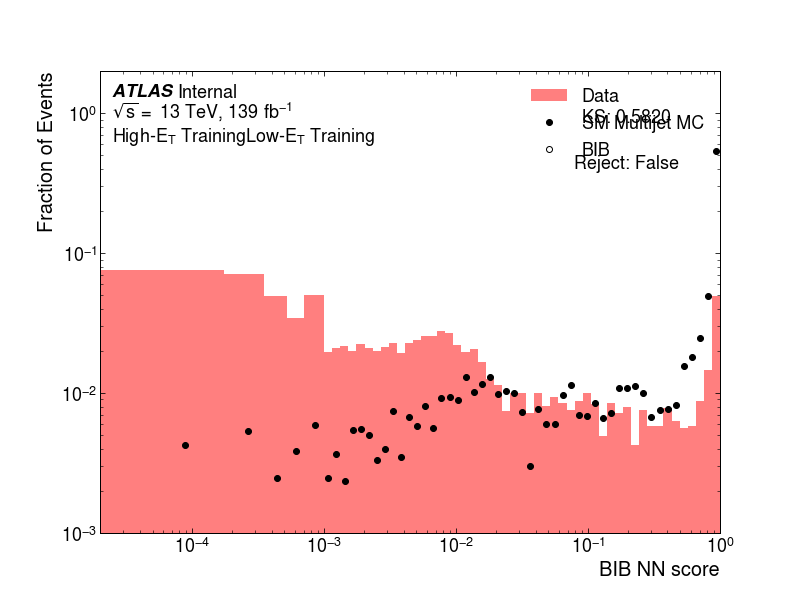 ATLAS Internal
√s = 13 TeV, 139 fb⁻¹
High-E_T TrainingLow-E_T Training
Data
KS: 0.5820
SM Multijet MC
BIB
Reject: False
Fraction of Events
10⁰
10⁻¹
10⁻²
10⁻³
10⁻⁴ 10⁻³ 10⁻² 10⁻¹ 10⁰
BIB NN score